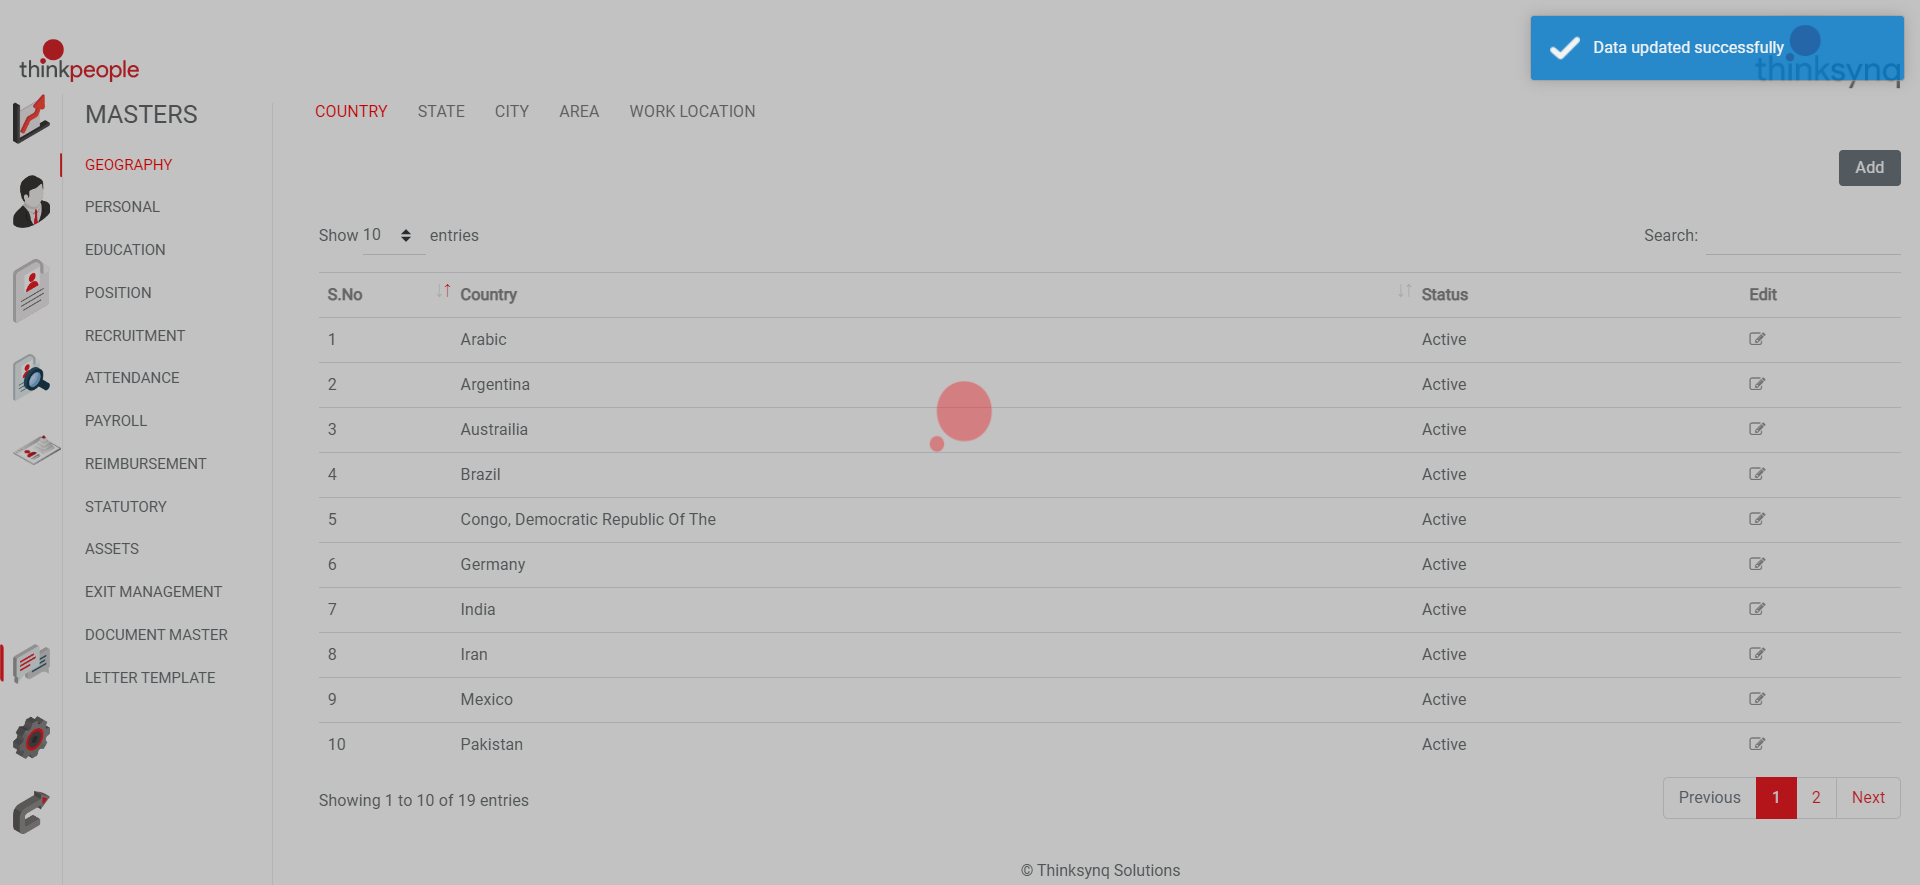 thinkpeople
Data updated successfully
thinksynq
MASTERS
GEOGRAPHY
PERSONAL
EDUCATION
POSITION
RECRUITMENT
ATTENDANCE
PAYROLL
REIMBURSEMENT
STATUTORY
ASSETS
EXIT MANAGEMENT
DOCUMENT MASTER
LETTER TEMPLATE
COUNTRY STATE CITY AREA WORK LOCATION
Add
Show 10 entries Search:
S.No Country Status Edit
1 Arabic Active
2 Argentina Active
3 Austrailia Active
4 Brazil Active
5 Congo, Democratic Republic Of The Active
6 Germany Active
7 India Active
8 Iran Active
9 Mexico Active
10 Pakistan Active
Showing 1 to 10 of 19 entries Previous 1 2 Next
© Thinksynq Solutions